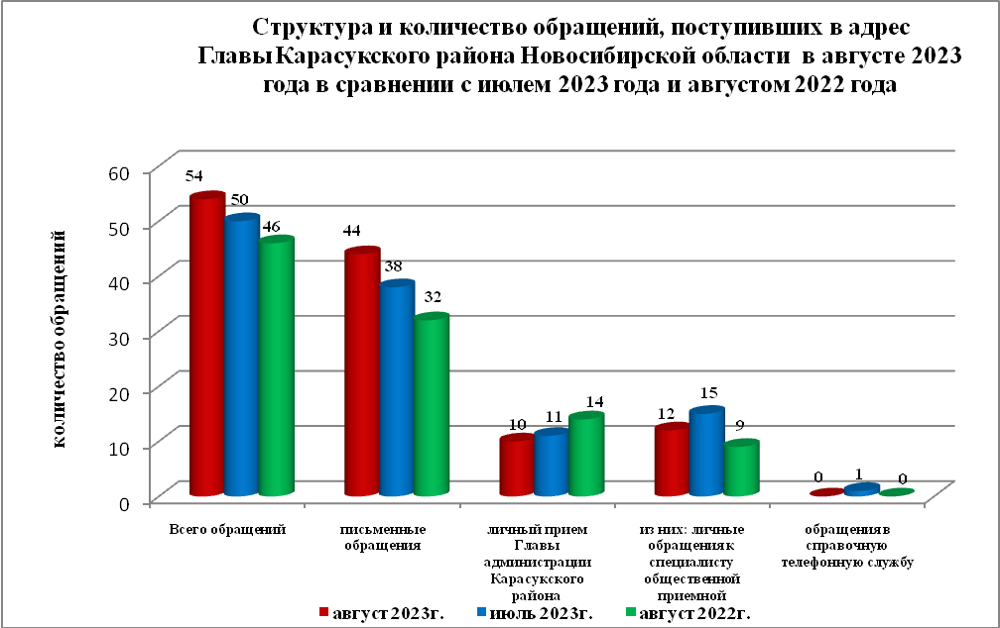 Структура и количество обращений, поступивших в адрес
Главы Карасукского района Новосибирской области в августе 2023
года в сравнении с июлем 2023 года и августом 2022 года
количество обращений
60
50
40
30
20
10
0
54
50
46
44
38
32
10
11
14
12
15
9
0
1
0
Всего обращений
письменные
обращения
личный прием
Главы
администрации
Карасукского
района
из них: личные
обращения к
специалисту
общественной
приемной
обращения в
справочную
телефонную службу
август 2023г.
июль 2023г.
август 2022г.